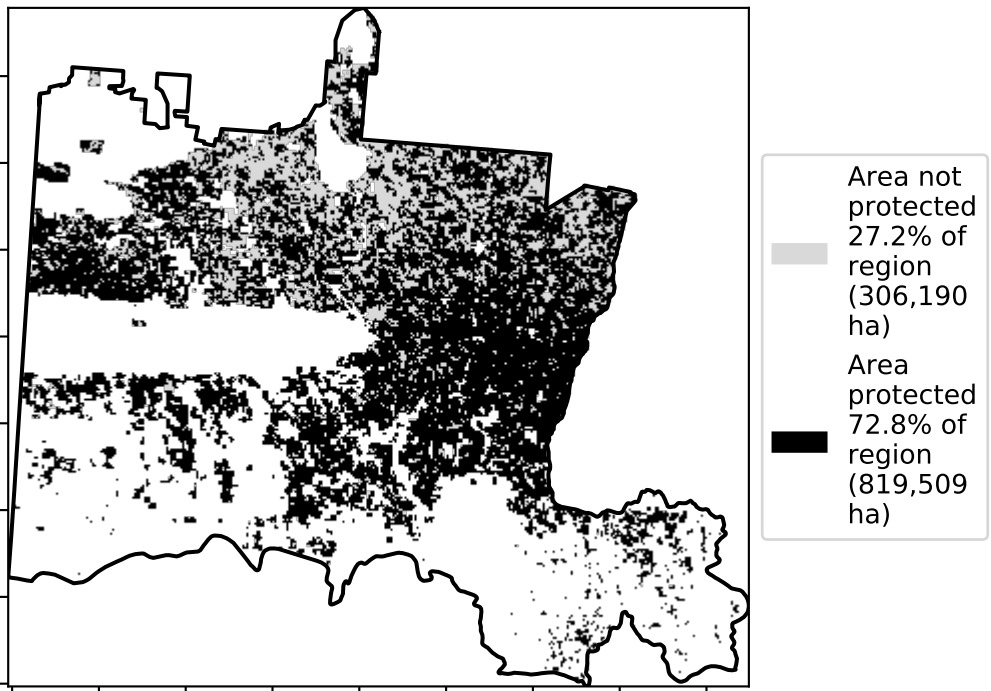 Area not
protected
27.2% of
region
(306,190
ha)
Area
protected
72.8% of
region
(819,509
ha)